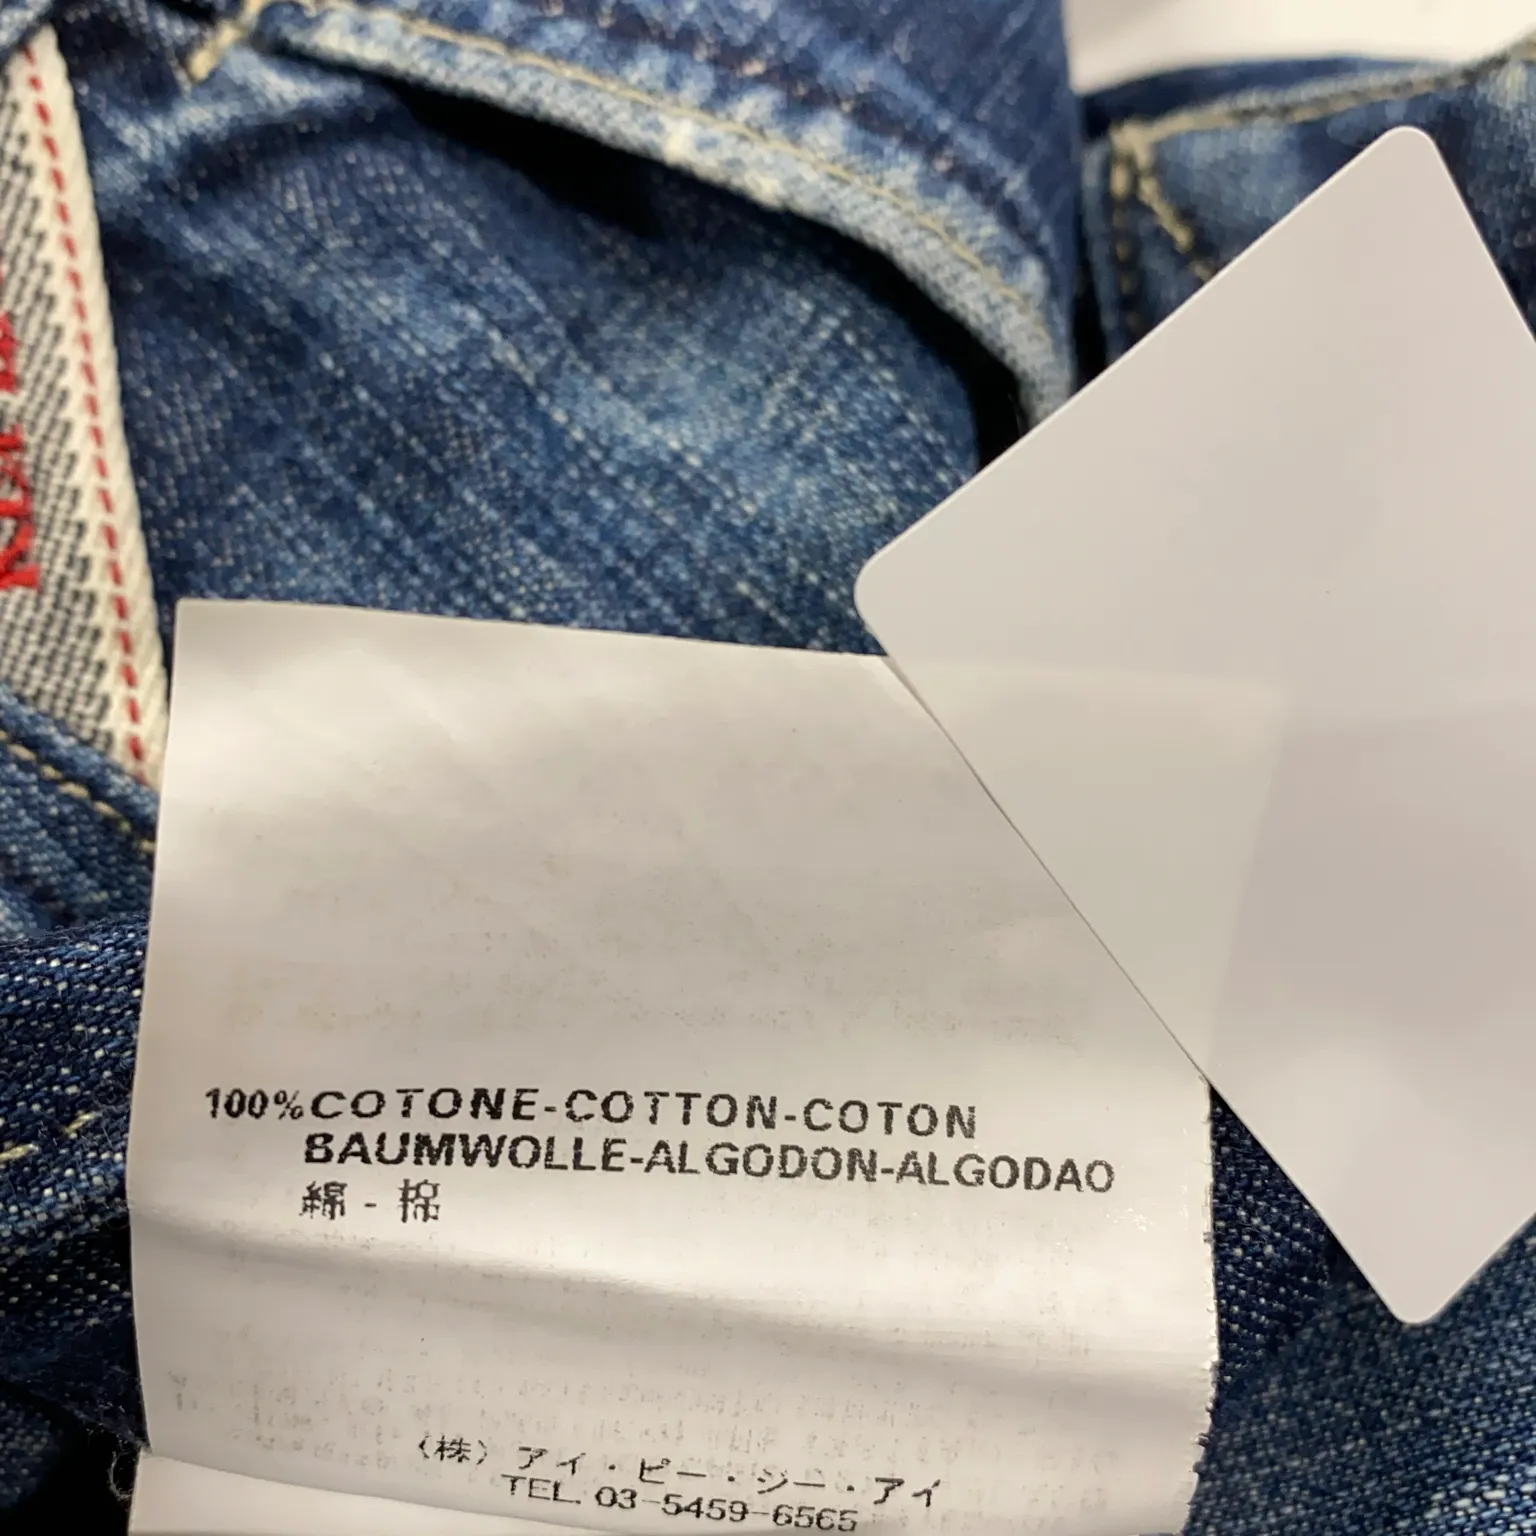 100%COTONE-COTTON-COTON
BAUMWOLLE-ALGODON-ALGODAO
綿 - 棉
(株) アイ・ピー・ジー・アイ
TEL. 03-5459-6565